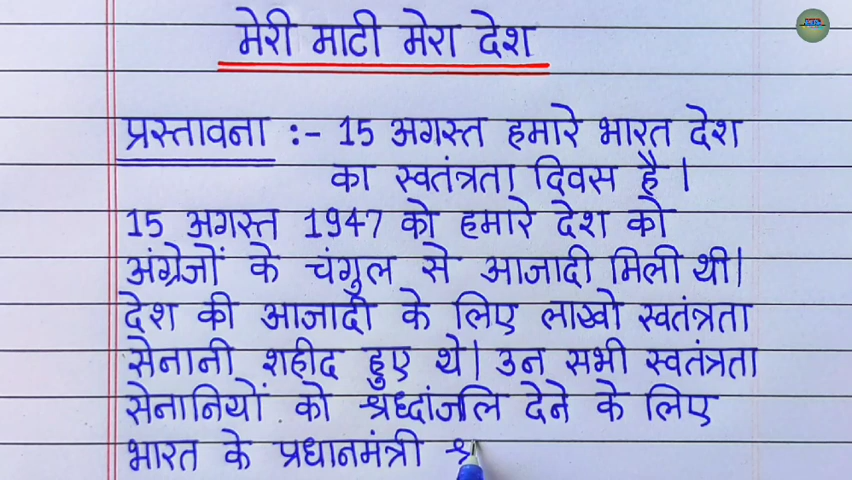 मेरी माटी मेरा देश
प्रस्तावना :- 15 अगस्त हमारे भारत देश
का स्वतंत्रता दिवस है।
15 अगस्त 1947 को हमारे देश को
अंग्रेजों के चंगुल से आजादी मिली थी।
देश की आजादी के लिए लाखो स्वतंत्रता
सेनानी शहीद हुए थे। उन सभी स्वतंत्रता
सेनानियों को श्रध्दांजलि देने के लिए
भारत के प्रधानमंत्री श्र